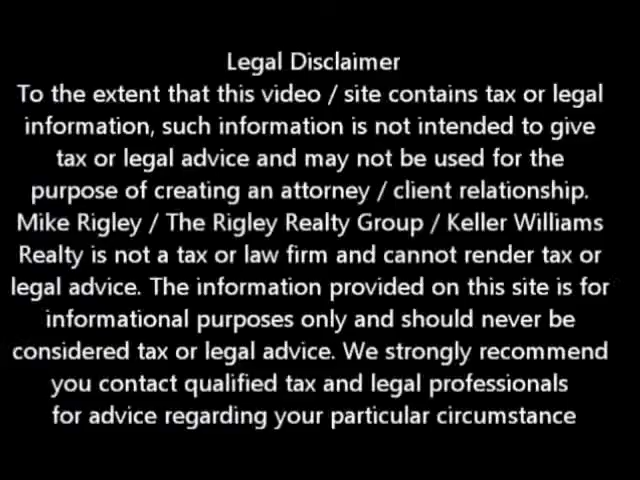 Legal Disclaimer
To the extent that this video / site contains tax or legal
information, such information is not intended to give
tax or legal advice and may not be used for the
purpose of creating an attorney / client relationship.
Mike Rigley / The Rigley Realty Group / Keller Williams
Realty is not a tax or law firm and cannot render tax or
legal advice. The information provided on this site is for
informational purposes only and should never be
considered tax or legal advice. We strongly recommend
you contact qualified tax and legal professionals
for advice regarding your particular circumstance